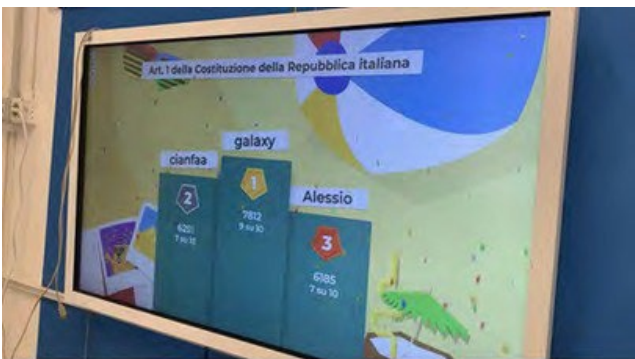 Art. 1 della Costituzione della Repubblica italiana
galaxy
1
7812
9 su 10
cianfaa
2
7 su 10
Alessio
3
6185
7 su 10